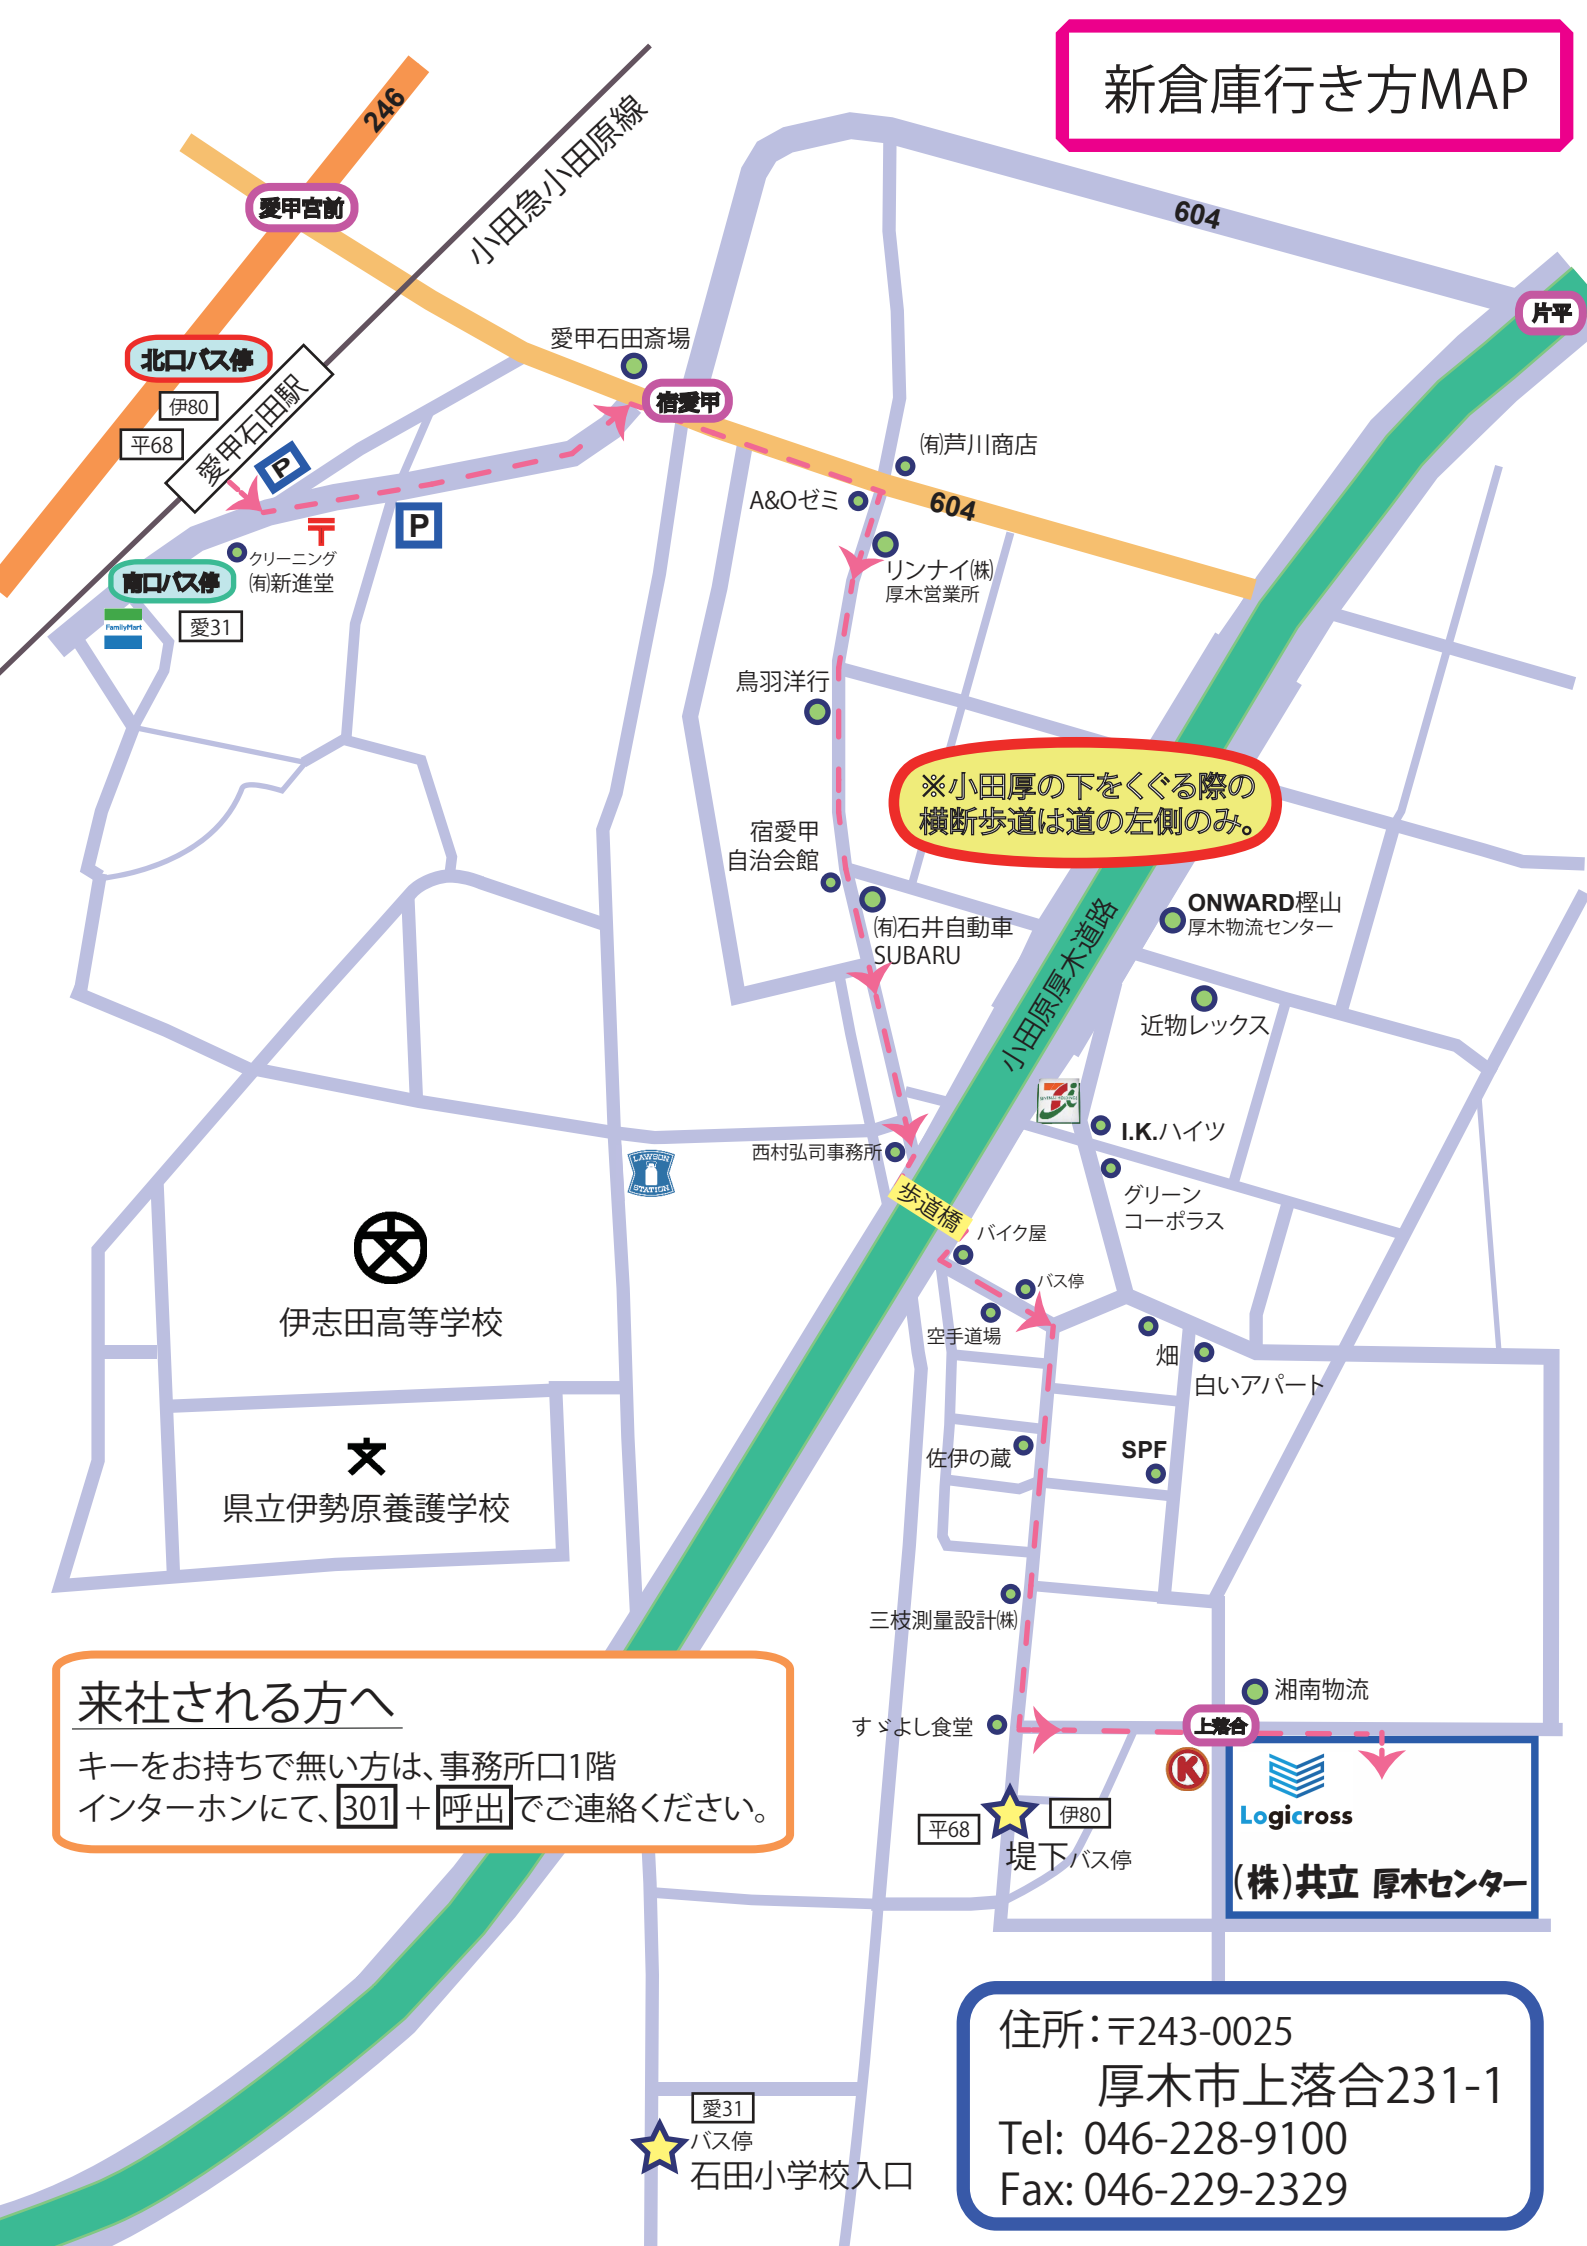 新倉庫行き方MAP
246
小田急小田原線
604
愛甲宮前
片平
北口バス停
伊80
平68
愛甲石田駅
P
愛甲石田斎場
宿愛甲
㈲芦川商店
A&Oゼミ
604
P
クリーニング
㈲新進堂
南口バス停
FamilyMart
愛31
リンナイ㈱
厚木営業所
鳥羽洋行
※小田厚の下をくぐる際の
横断歩道は道の左側のみ。
宿愛甲
自治会館
㈲石井自動車
SUBARU
小田原厚木道路
ONWARD樫山
厚木物流センター
近物レックス
I.K.ハイツ
グリーン
コーポラス
西村弘司事務所
LAWSON
STATION
歩道橋
バイク屋
バス停
空手道場
畑
白いアパート
伊志田高等学校
佐伊の蔵
SPF
県立伊勢原養護学校
三枝測量設計㈱
湘南物流
すゞよし食堂
上落合
K
Logicross
(株)共立 厚木センター
平68
伊80
堤下バス停
来社される方へ
キーをお持ちで無い方は、事務所口1階
インターホンにて、301＋呼出でご連絡ください。
愛31
バス停
石田小学校入口
住所：〒243-0025
厚木市上落合231-1
Tel: 046-228-9100
Fax: 046-229-2329